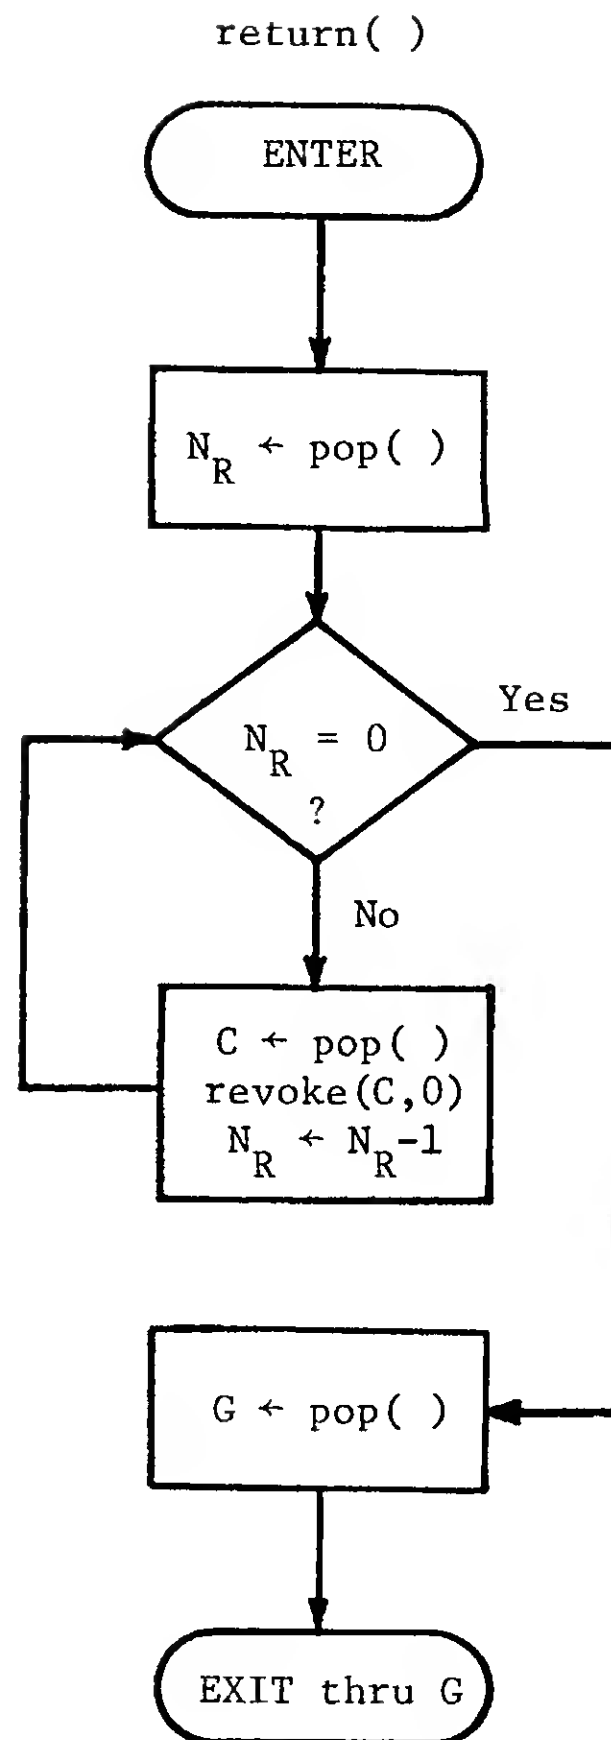 return( )
ENTER
N_R ← pop( )
N_R = 0
?
Yes
No
C ← pop( )
revoke(C,0)
N_R ← N_R-1
G ← pop( )
EXIT thru G